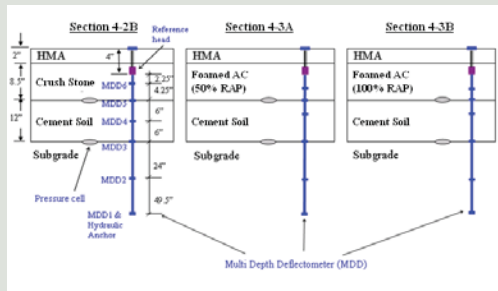 Section 4-2B
Reference head
Section 4-3A
Section 4-3B
2"
HMA
4"
HMA
HMA
8.5"
Crush Stone
MDD6
2.25"
4.25"
Foamed AC
(50% RAP)
Foamed AC
(100% RAP)
MDD5
12"
Cement Soil
MDD4
6"
6"
Cement Soil
Cement Soil
MDD3
Subgrade
Subgrade
Subgrade
24"
MDD2
Pressure cell
49.5"
MDD1 &
Hydraulic
Anchor
Multi Depth Deflectometer (MDD)